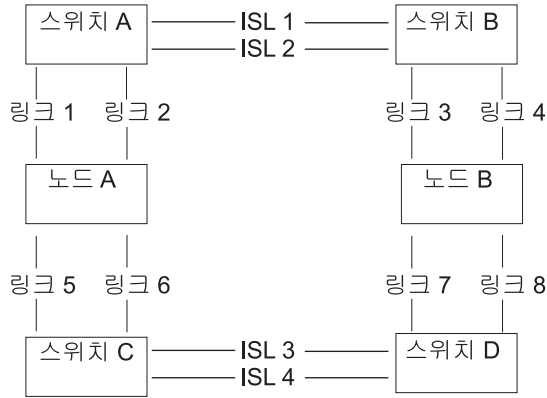 스위치 A
ISL 1
스위치 B
ISL 2
링크 1
링크 2
링크 3
링크 4
노드 A
노드 B
링크 5
링크 6
링크 7
링크 8
스위치 C
ISL 3
스위치 D
ISL 4